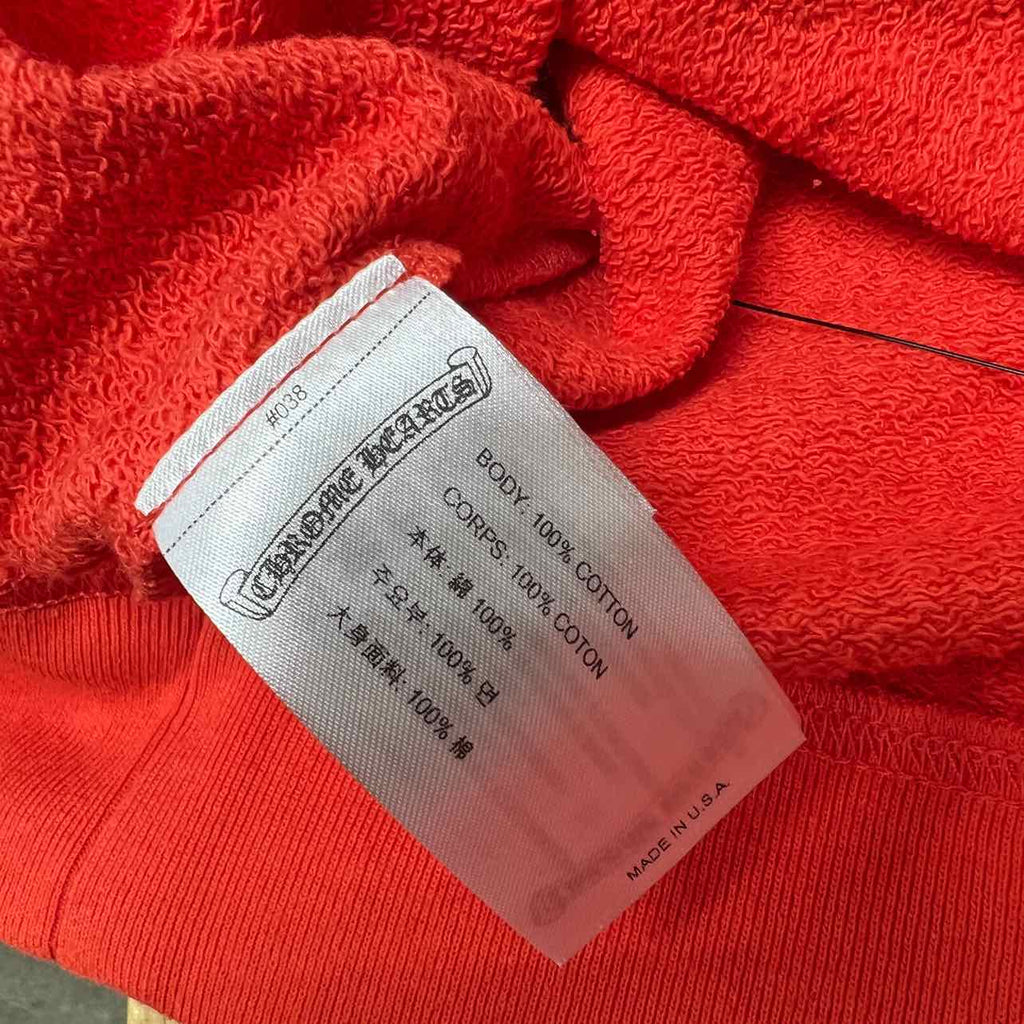 #038
CHROME HEARTS
BODY: 100% COTTON
CORPS: 100% COTON
本体: 綿 100%
주요부: 100% 면
大身面料: 100% 棉
MADE IN U.S.A.